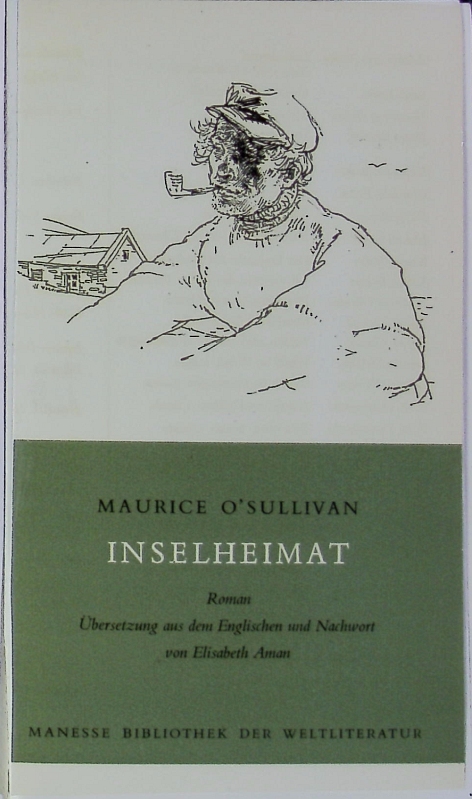 MAURICE O'SULLIVAN
INSELHEIMAT
Roman
Übersetzung aus dem Englischen und Nachwort
von Elisabeth Aman
MANESSE BIBLIOTHEK DER WELTLITERATUR